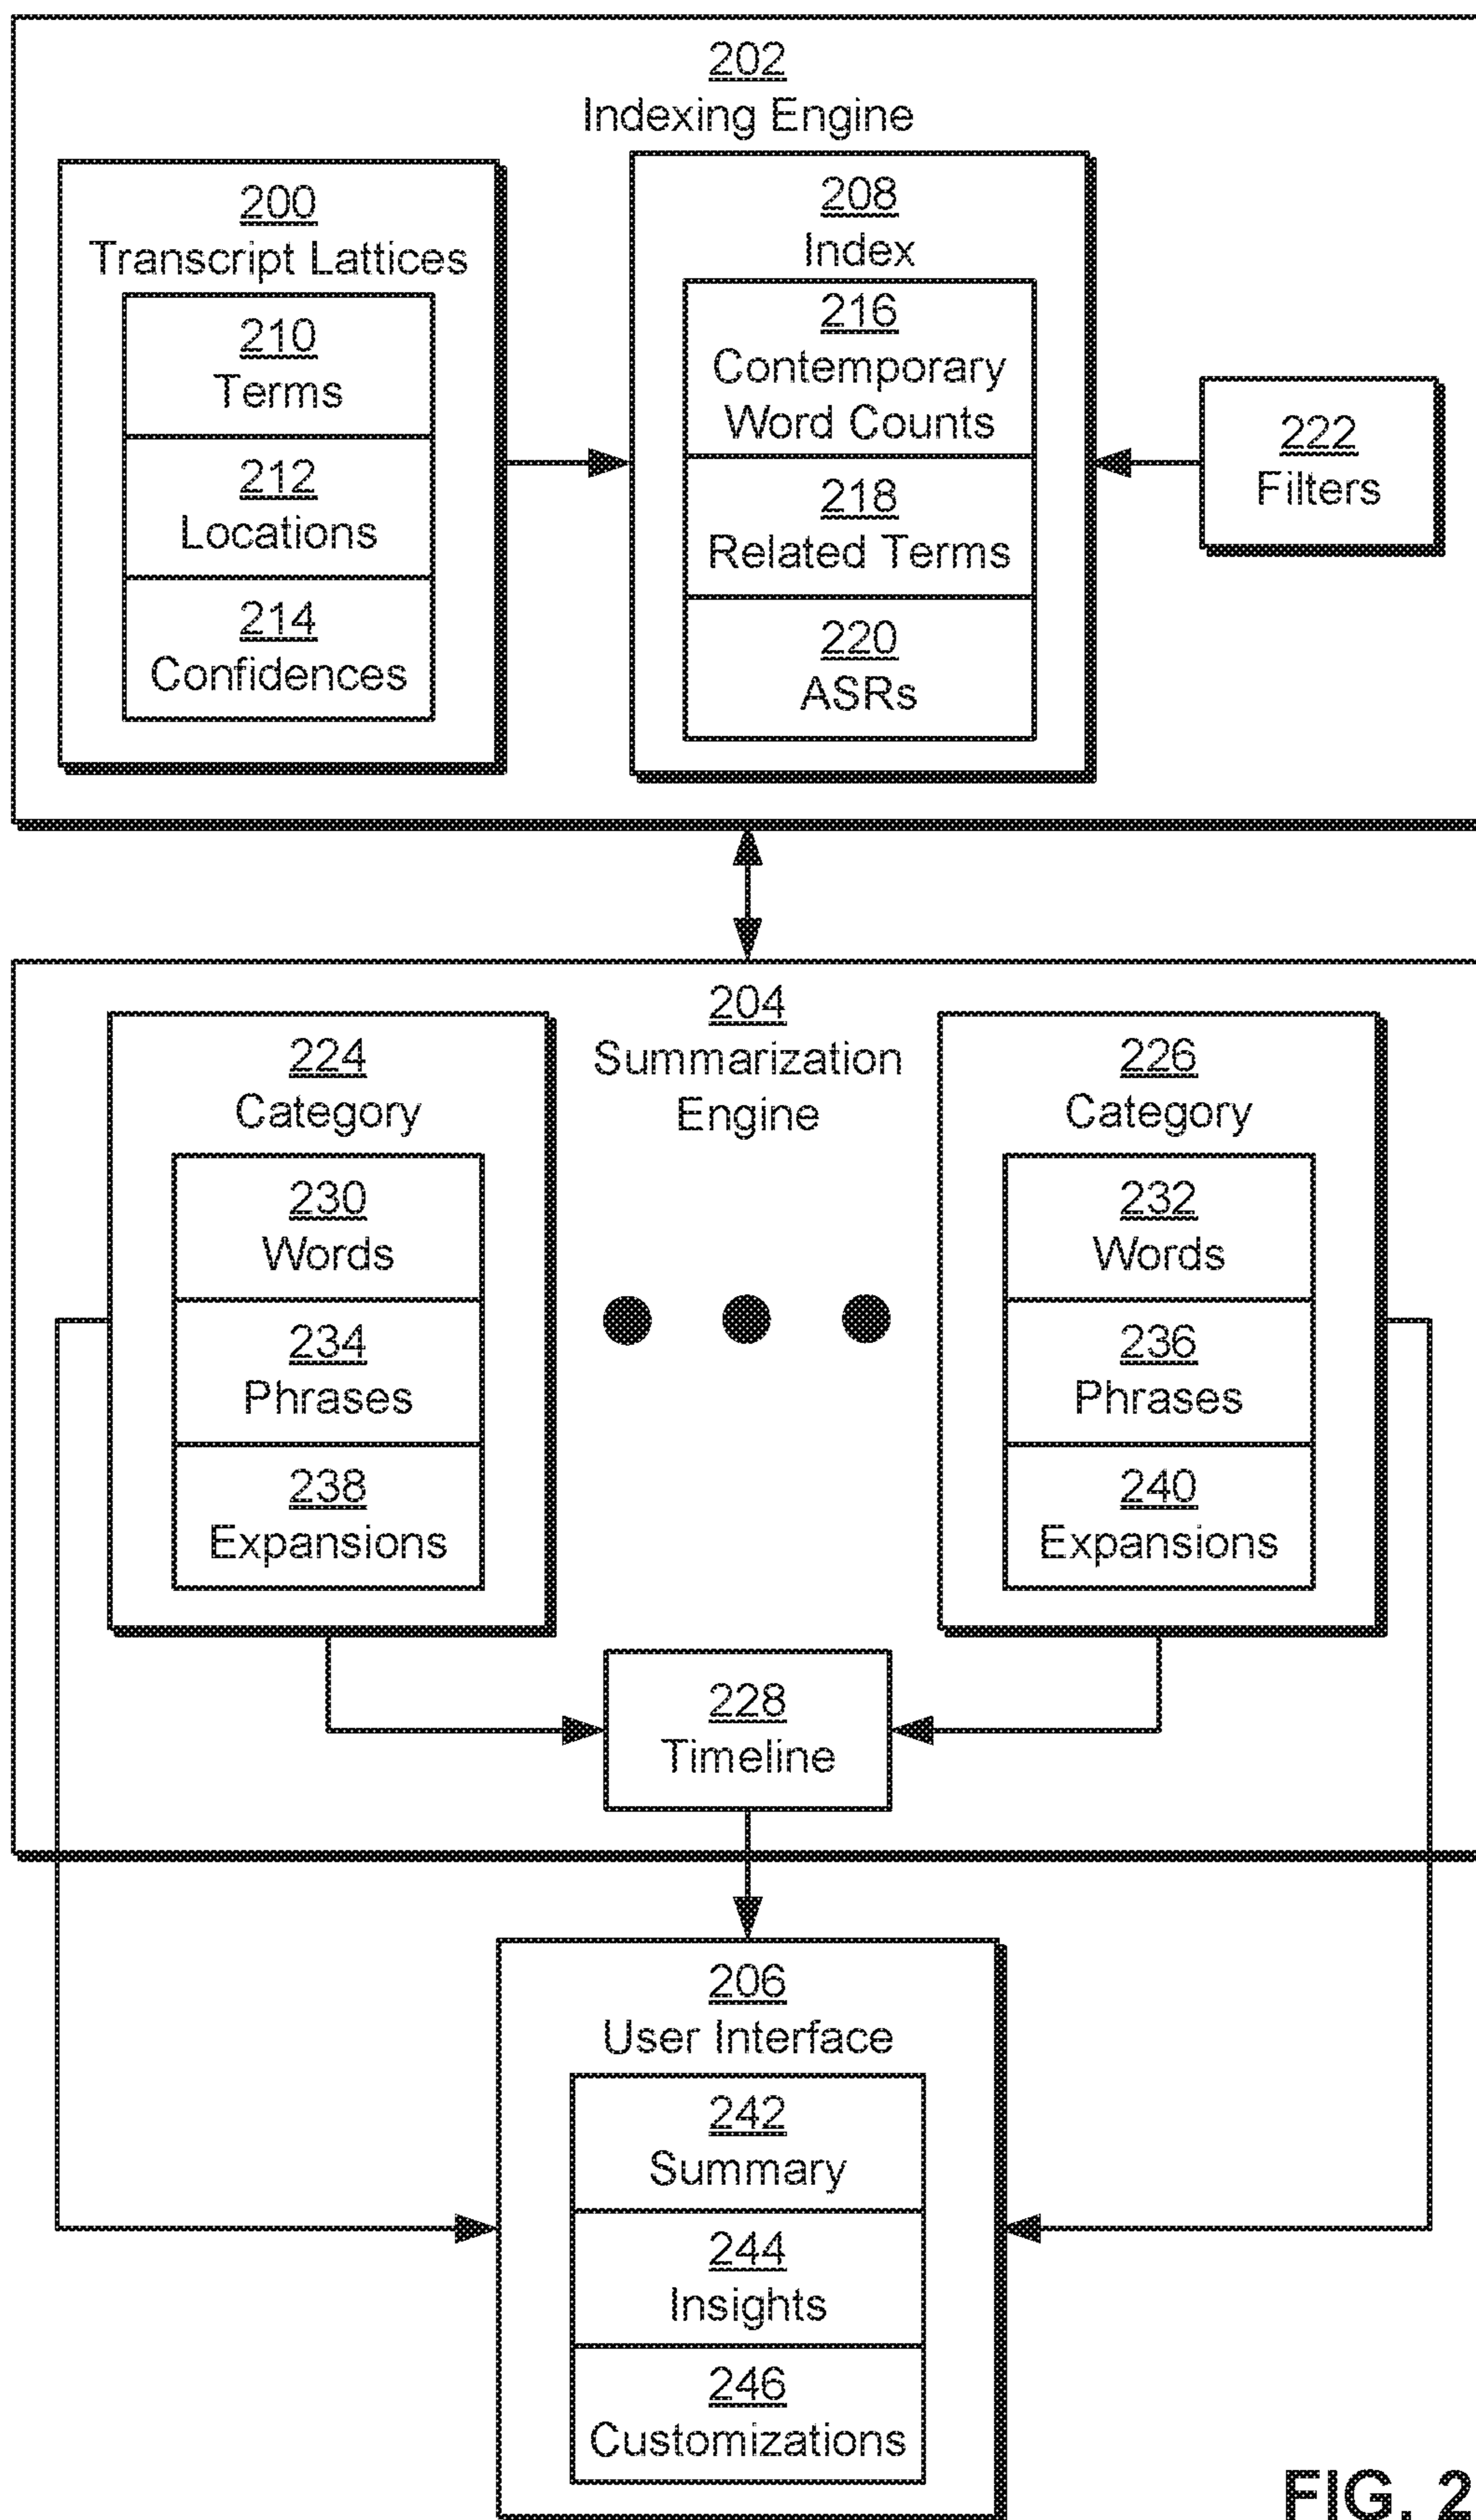 202
Indexing Engine
200
Transcript Lattices
210
Terms
212
Locations
214
Confidences
208
Index
216
Contemporary
Word Counts
218
Related Terms
220
ASRs
222
Filters
204
Summarization
Engine
224
Category
230
Words
234
Phrases
238
Expansions
226
Category
232
Words
236
Phrases
240
Expansions
228
Timeline
206
User Interface
242
Summary
244
Insights
246
Customizations
FIG. 2